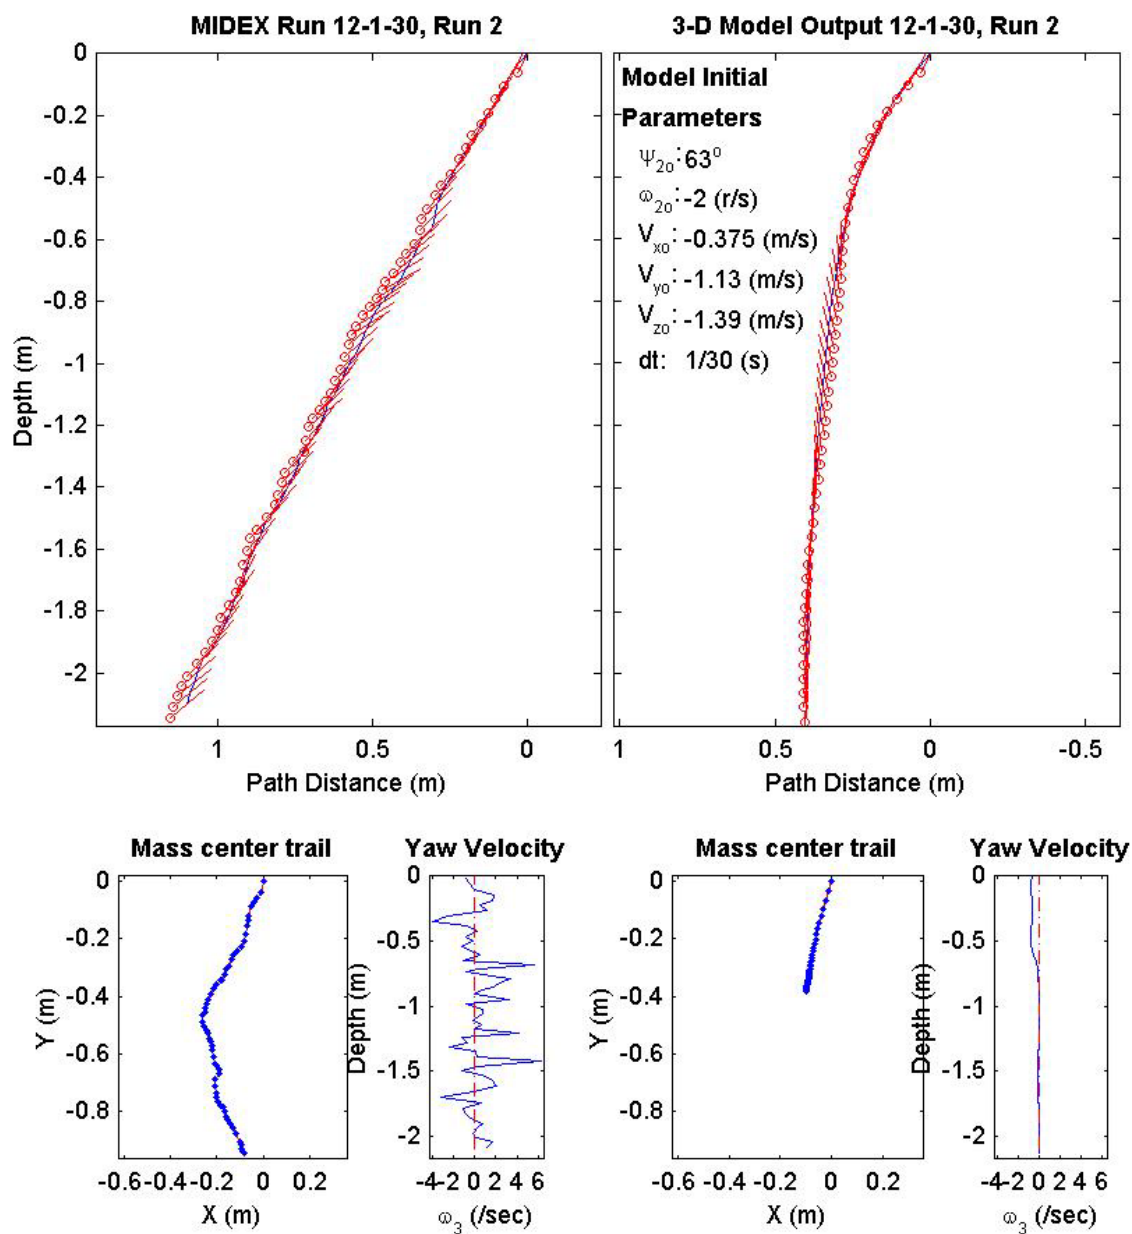 MIDEX Run 12-1-30, Run 2
0
-0.2
-0.4
-0.6
-0.8
-1
-1.2
-1.4
-1.6
-1.8
-2
Depth (m)
1 0.5 0
Path Distance (m)
3-D Model Output 12-1-30, Run 2
Model Initial
Parameters
Ψ2o: 63o
ω2o: -2 (r/s)
Vxo: -0.375 (m/s)
Vyo: -1.13 (m/s)
Vzo: -1.39 (m/s)
dt: 1/30 (s)
1 0.5 0 -0.5
Path Distance (m)
Mass center trail
0
-0.2
-0.4
-0.6
-0.8
Y (m)
-0.6 -0.4 -0.2 0 0.2
X (m)
Yaw Velocity
0
-0.5
-1
-1.5
-2
Depth (m)
-4 -2 0 2 4 6
ω3 (/sec)
Mass center trail
0
-0.2
-0.4
-0.6
-0.8
Y (m)
-0.6 -0.4 -0.2 0 0.2
X (m)
Yaw Velocity
0
-0.5
-1
-1.5
-2
Depth (m)
-4 -2 0 2 4 6
ω3 (/sec)